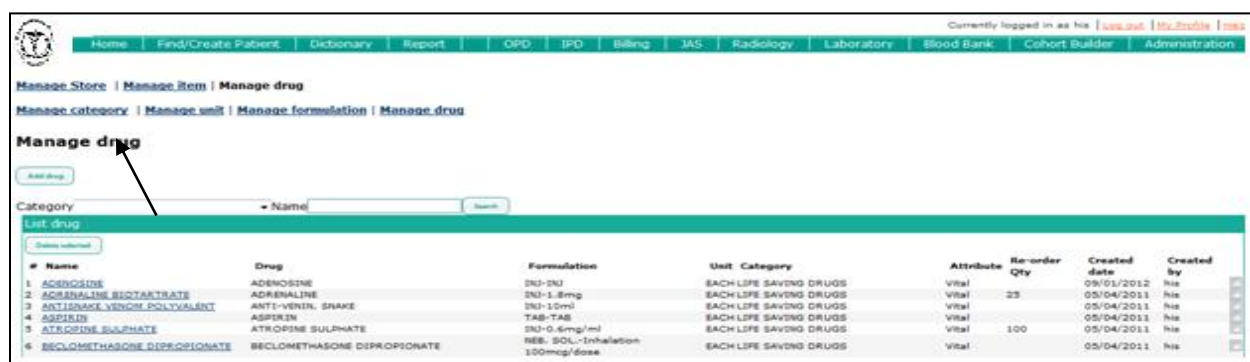 Currently logged in as his | Log out | My Profile |
Home | Find/Create Patient | Dictionary | Report | OPD | IPD | Billing | JAS | Radiology | Laboratory | Blood Bank | Cohort Builder | Administration
Manage Store | Manage item | Manage drug
Manage category | Manage unit | Manage formulation | Manage drug
Manage drug
Add drug
Category Name Search
List drug
Delete selected
# Name Drug Formulation Unit Category Attribute Re-order Qty Created date Created by
1 ADENOSINE ADENOSINE INJ-INJ EACH LIFE SAVING DRUGS Vital 09/01/2012 his
2 ADRENALINE BIOTARTRATE ADRENALINE INJ-1.8mg EACH LIFE SAVING DRUGS Vital 25 05/04/2011 his
3 ANTISNAKE VENOM POLYVALENT ANTI-VENIN, SNAKE INJ-10ml EACH LIFE SAVING DRUGS Vital 05/04/2011 his
4 ASPIRIN ASPIRIN TAB-TAB EACH LIFE SAVING DRUGS Vital 05/04/2011 his
5 ATROPINE SULPHATE ATROPINE SULPHATE INJ-0.6mg/ml EACH LIFE SAVING DRUGS Vital 100 05/04/2011 his
6 BECLOMETHASONE DIPROPIONATE BECLOMETHASONE DIPROPIONATE NEB. SOL.-Inhalation 100mcg/dose EACH LIFE SAVING DRUGS Vital 05/04/2011 his